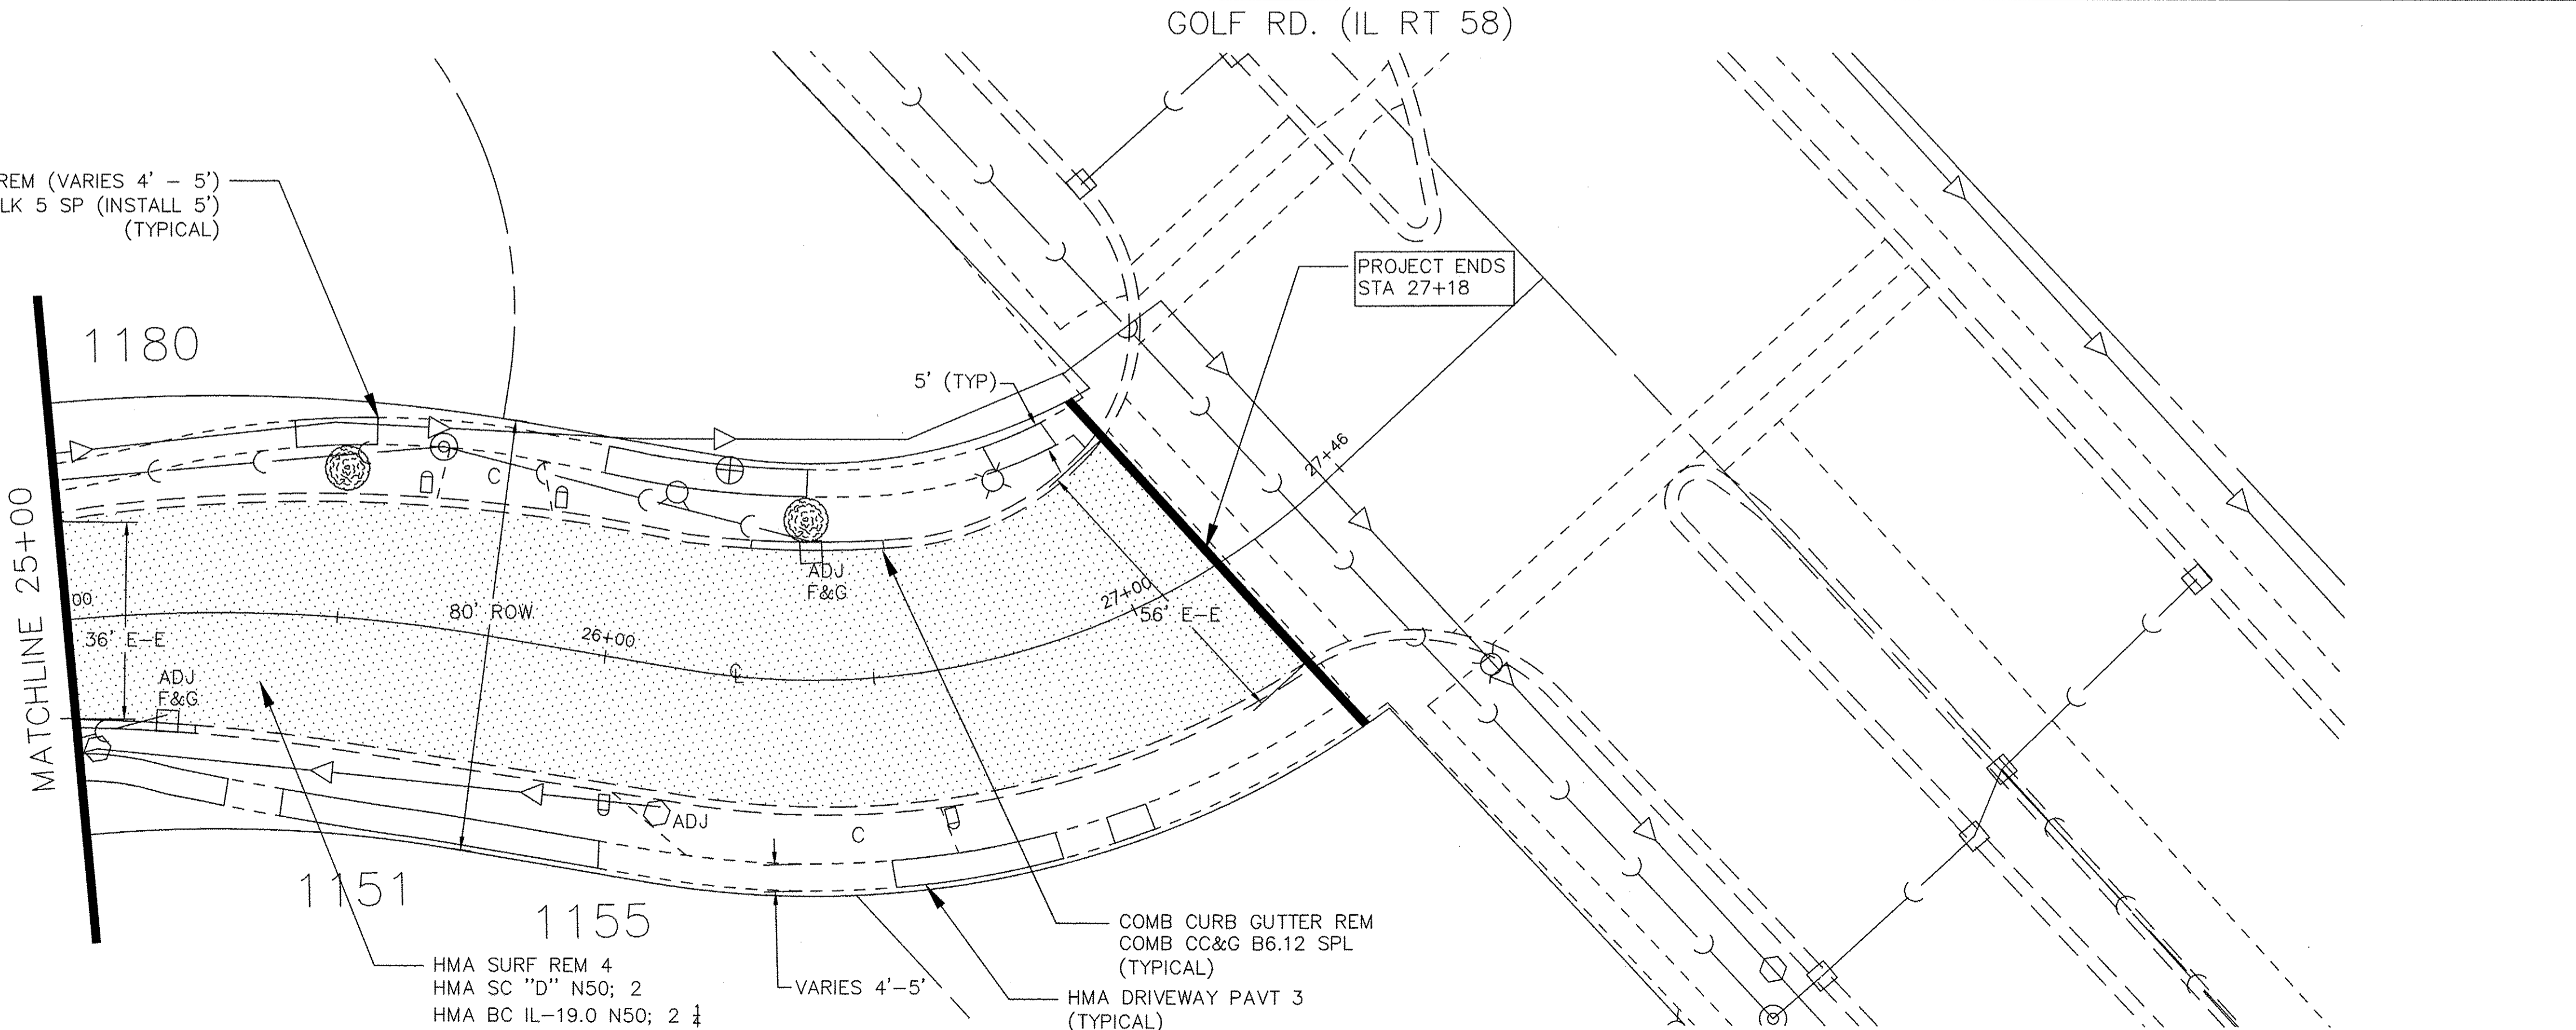 GOLF RD. (IL RT 58)
REM (VARIES 4' - 5')
LK 5 SP (INSTALL 5')
(TYPICAL)
PROJECT ENDS
STA 27+18
1180
5' (TYP)
27+46
MATCHLINE 25+00
C
ADJ
F&G
00
80' ROW
27+00
56' E-E
36' E-E
26+00
℄
ADJ
F&G
ADJ
C
1151
1155
COMB CURB GUTTER REM
COMB CC&G B6.12 SPL
(TYPICAL)
HMA SURF REM 4
HMA SC "D" N50; 2
HMA BC IL-19.0 N50; 2 1/4
VARIES 4'-5'
HMA DRIVEWAY PAVT 3
(TYPICAL)